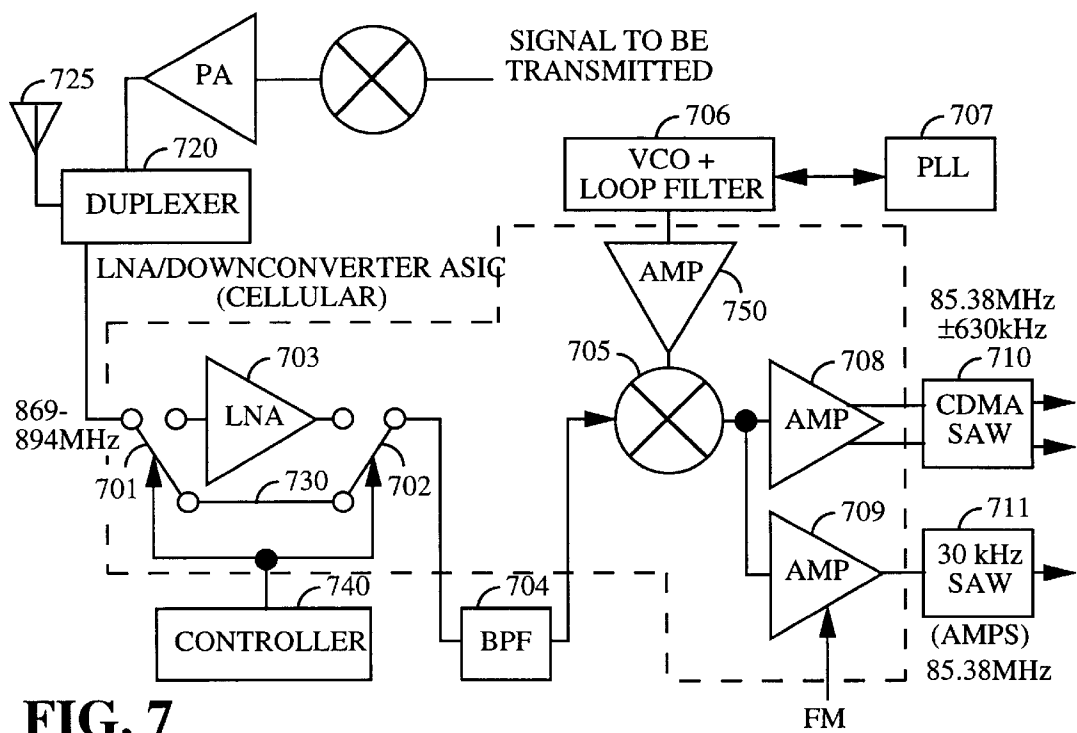 SIGNAL TO BE
TRANSMITTED
PA
725
720
DUPLEXER
706
VCO +
LOOP FILTER
707
PLL
LNA/DOWNCONVERTER ASIC
(CELLULAR)
AMP
750
85.38MHz
±630kHz
703
LNA
705
708
AMP
710
CDMA
SAW
869-
894MHz
701
730
702
709
AMP
711
30 kHz
SAW
(AMPS)
85.38MHz
740
CONTROLLER
704
BPF
FM
FIG. 7